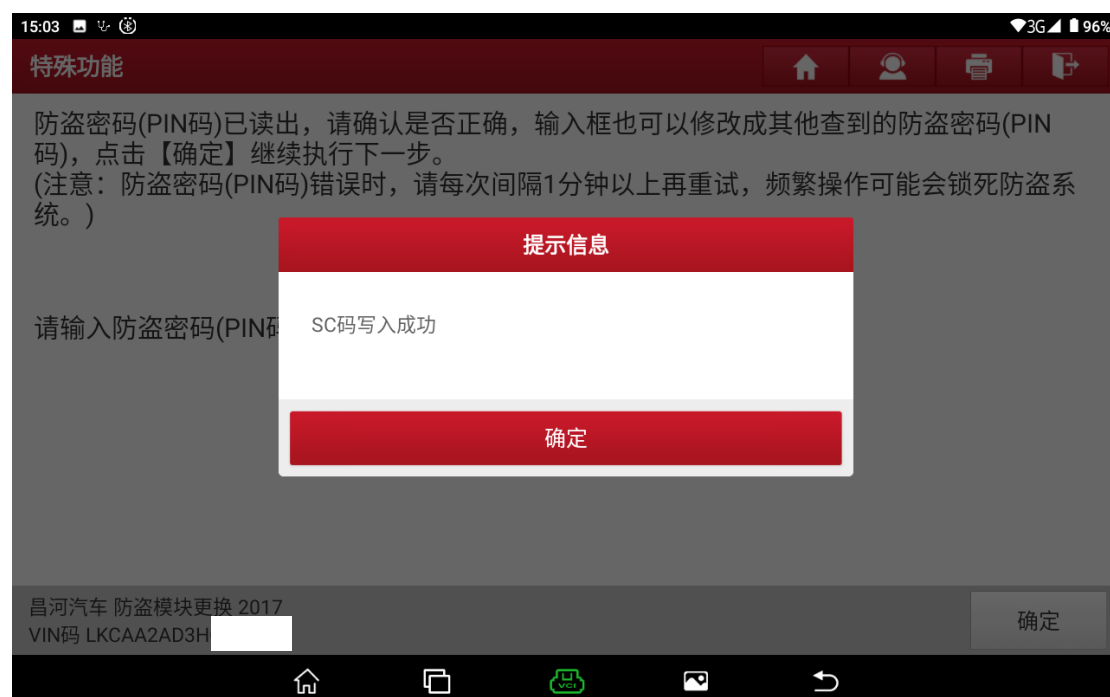 15:03
3G 96%
特殊功能
防盗密码(PIN码)已读出，请确认是否正确，输入框也可以修改成其他查到的防盗密码(PIN
码)，点击【确定】继续执行下一步。
(注意：防盗密码(PIN码)错误时，请每次间隔1分钟以上再重试，频繁操作可能会锁死防盗系
统。)
提示信息
请输入防盗密码(PIN码
SC码写入成功
确定
昌河汽车 防盗模块更换 2017
VIN码 LKCAA2AD3H
确定
VCI